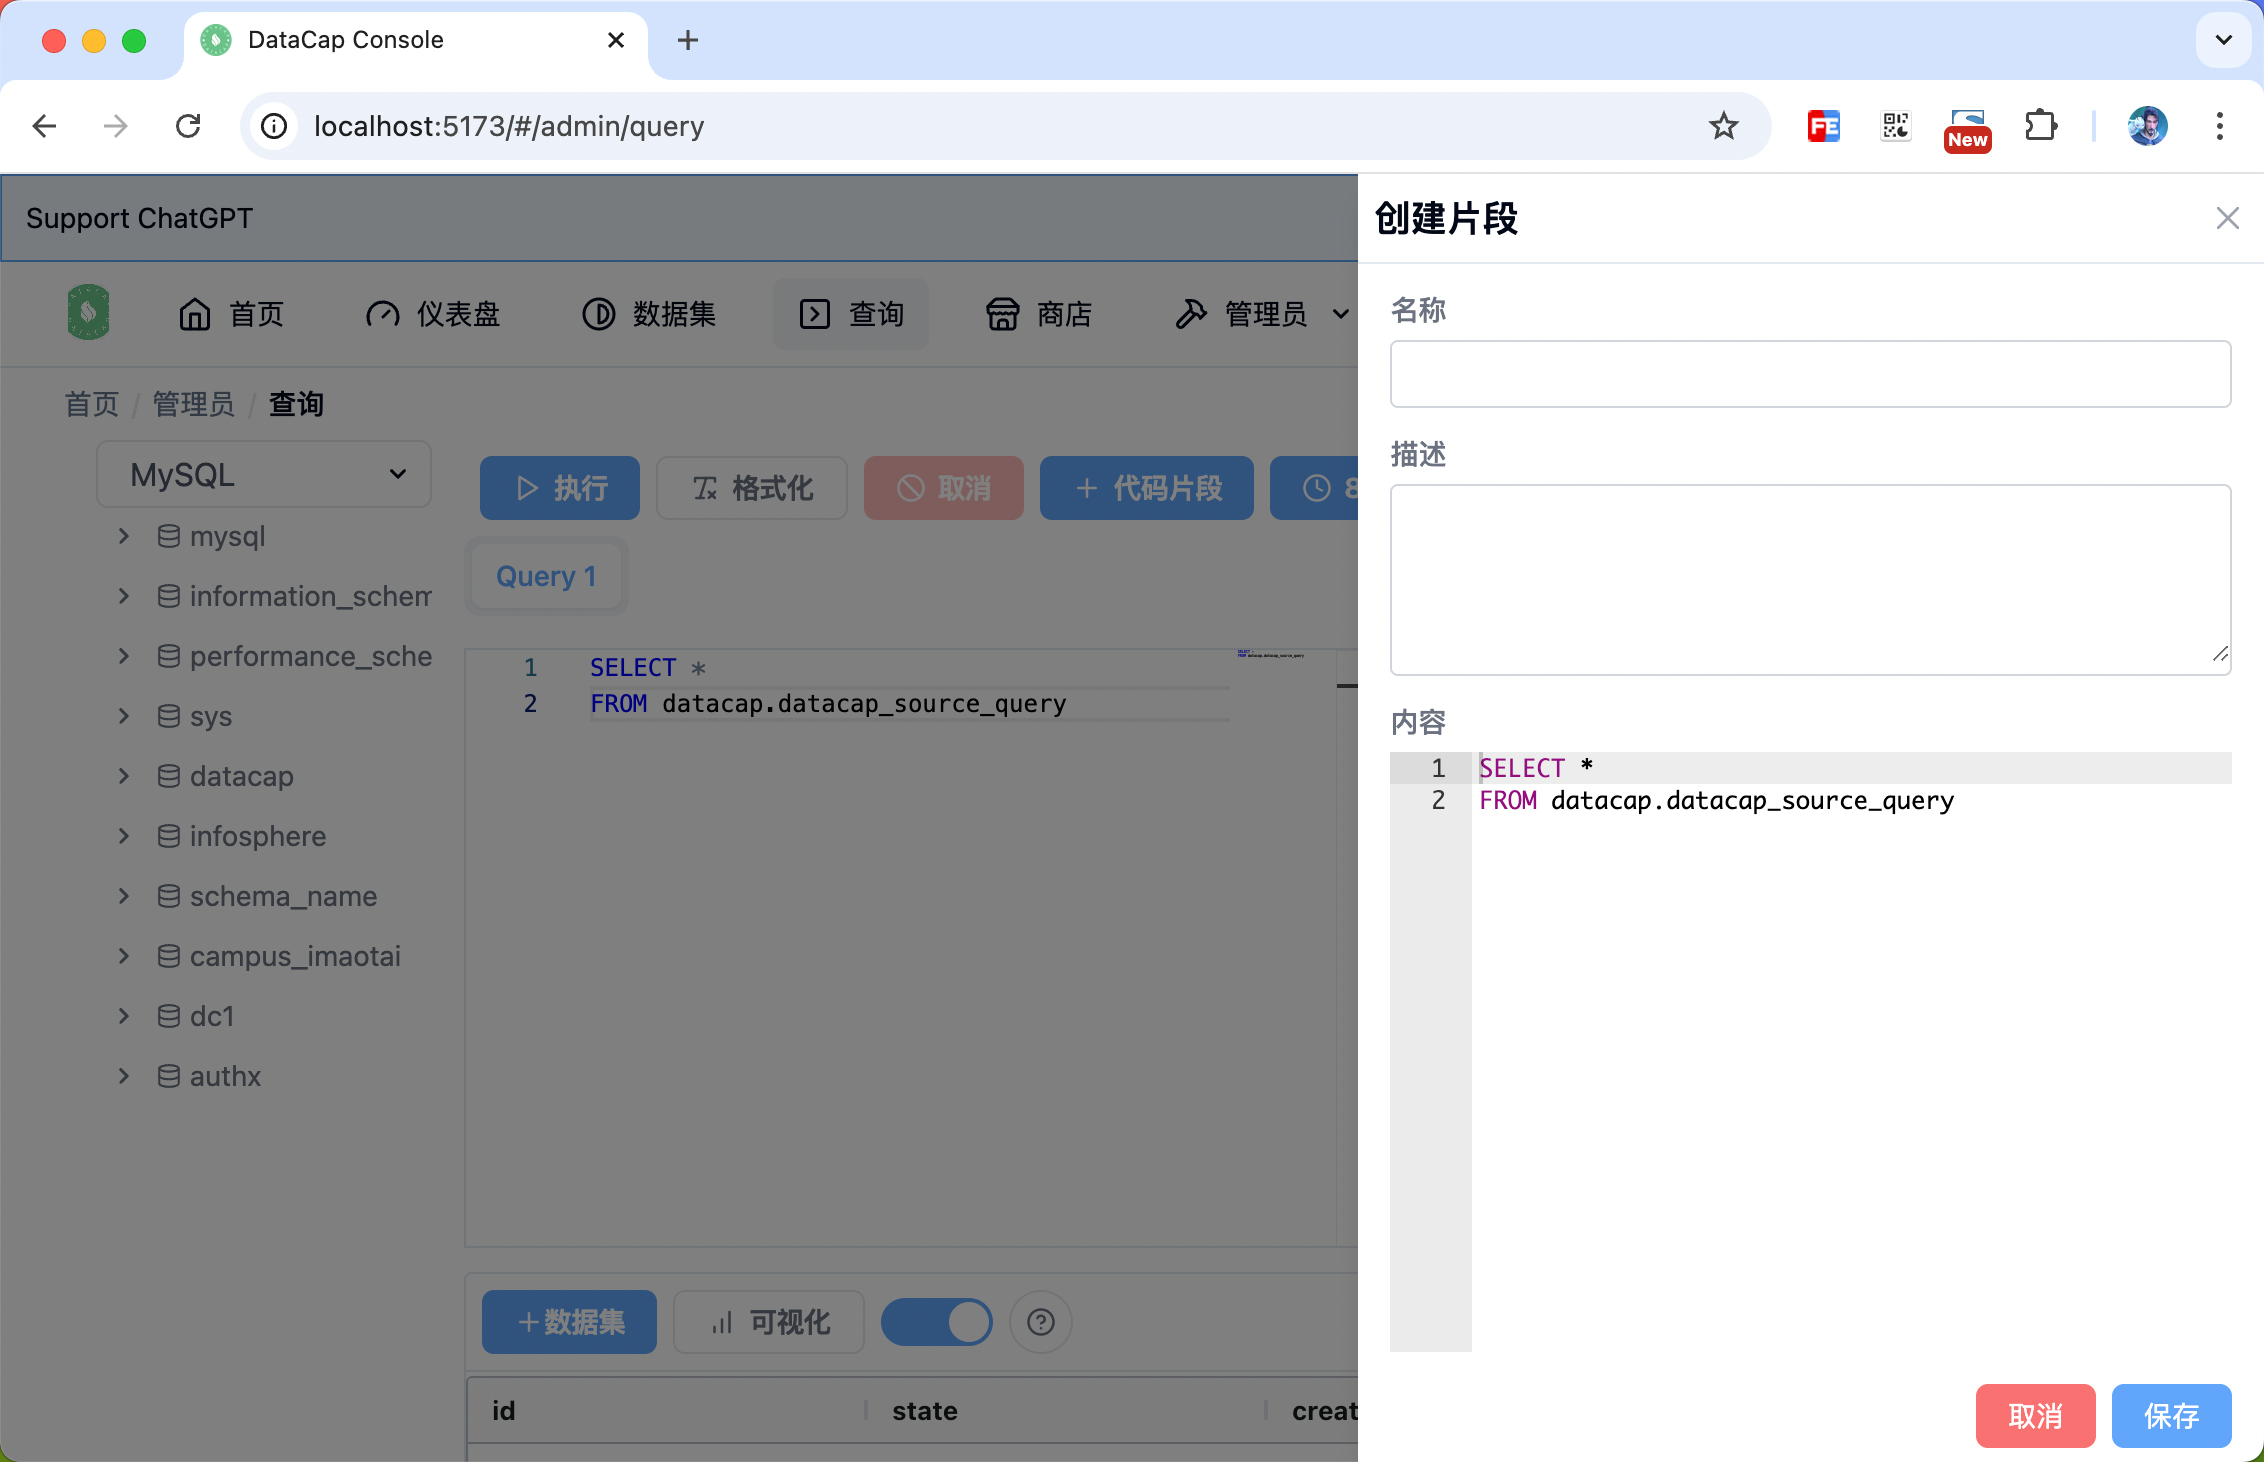 DataCap Console
localhost:5173/#/admin/query
FE
New
Support ChatGPT
首页
仪表盘
数据集
查询
商店
管理员
首页 / 管理员 / 查询
MySQL
mysql
information_schem
performance_sche
sys
datacap
infosphere
schema_name
campus_imaotai
dc1
authx
执行
格式化
取消
代码片段
8
Query 1
1 SELECT *
2 FROM datacap.datacap_source_query
数据集
可视化
id
state
creat
创建片段
名称
描述
内容
1 SELECT *
2 FROM datacap.datacap_source_query
取消
保存